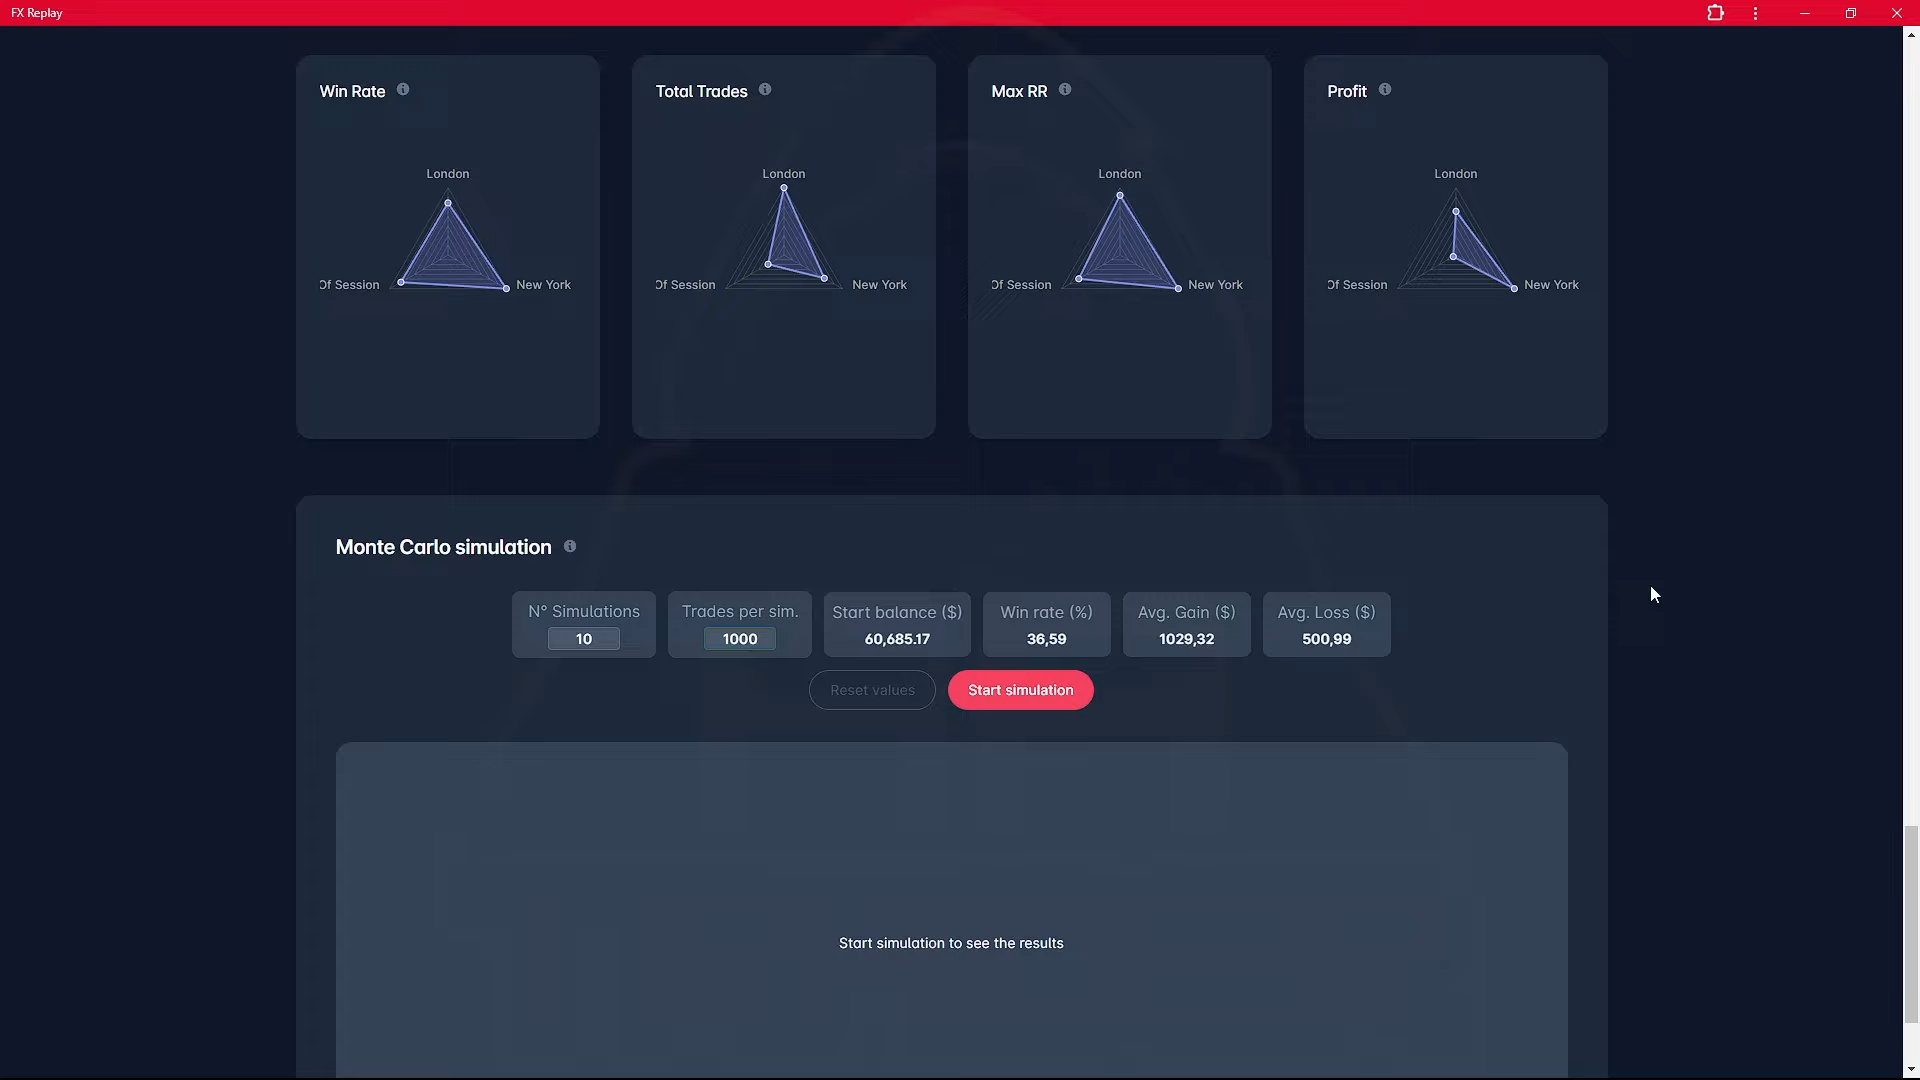 FX Replay
Win Rate
London
Of Session
New York
Total Trades
London
Of Session
New York
Max RR
London
Of Session
New York
Profit
London
Of Session
New York
Monte Carlo simulation
N° Simulations
10
Trades per sim.
1000
Start balance ($)
60,685.17
Win rate (%)
36,59
Avg. Gain ($)
1029,32
Avg. Loss ($)
500,99
Reset values
Start simulation
Start simulation to see the results